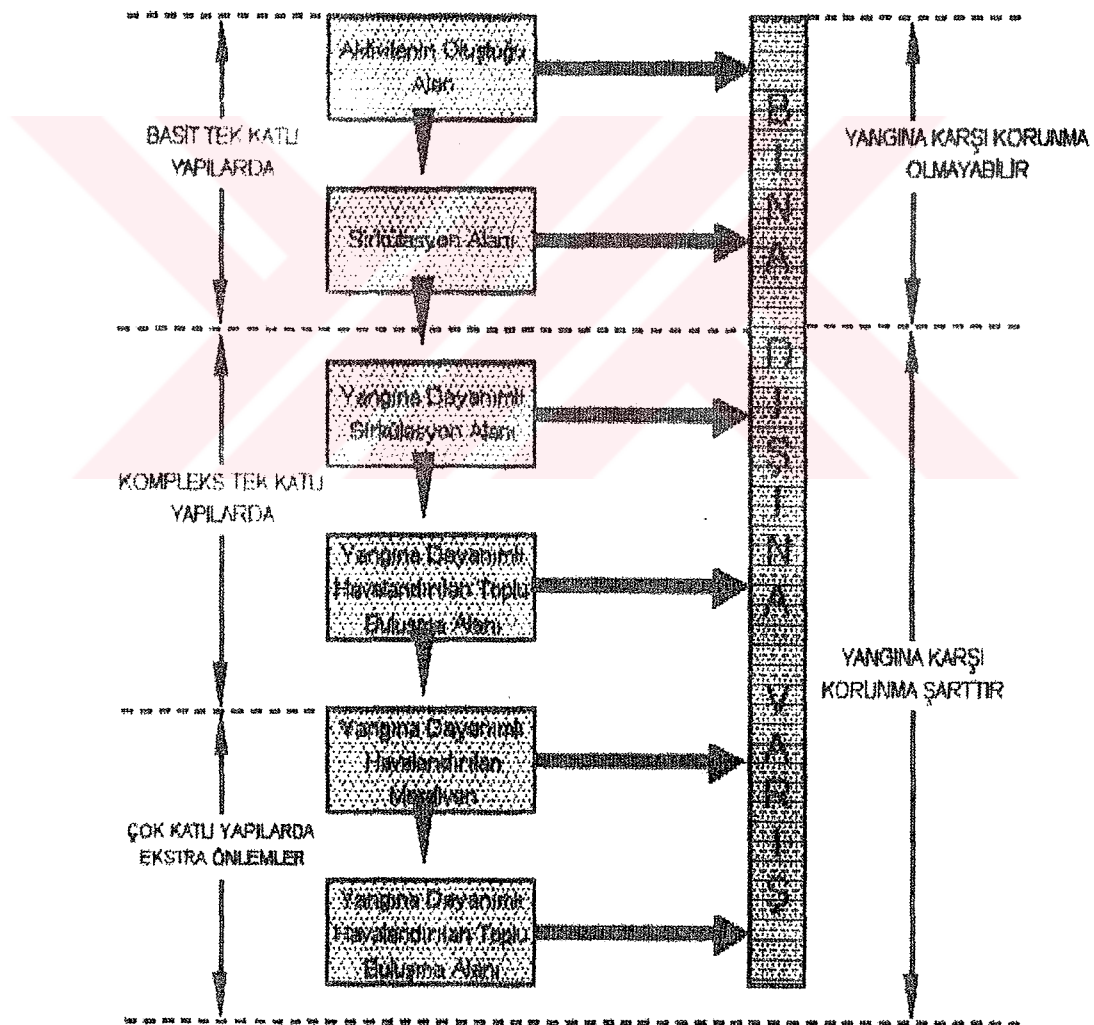 Aktivitenin Oluştuğu
Alan
BASİT TEK KATLI
YAPILARDA
YANGINA KARŞI KORUNMA
OLMAYABİLİR
Sirkülasyon Alanı
Yangına Dayanımlı
Sirkülasyon Alanı
KOMPLEKS TEK KATLI
YAPILARDA
Yangına Dayanımlı
Havalandırılan Toplu
Buluşma Alanı
YANGINA KARŞI
KORUNMA ŞARTTIR
Yangına Dayanımlı
Havalandırılan
Merdiven
ÇOK KATLI YAPILARDA
EKSTRA ÖNLEMLER
Yangına Dayanımlı
Havalandırılan Toplu
Buluşma Alanı
BİNA DIŞINA VARIŞ